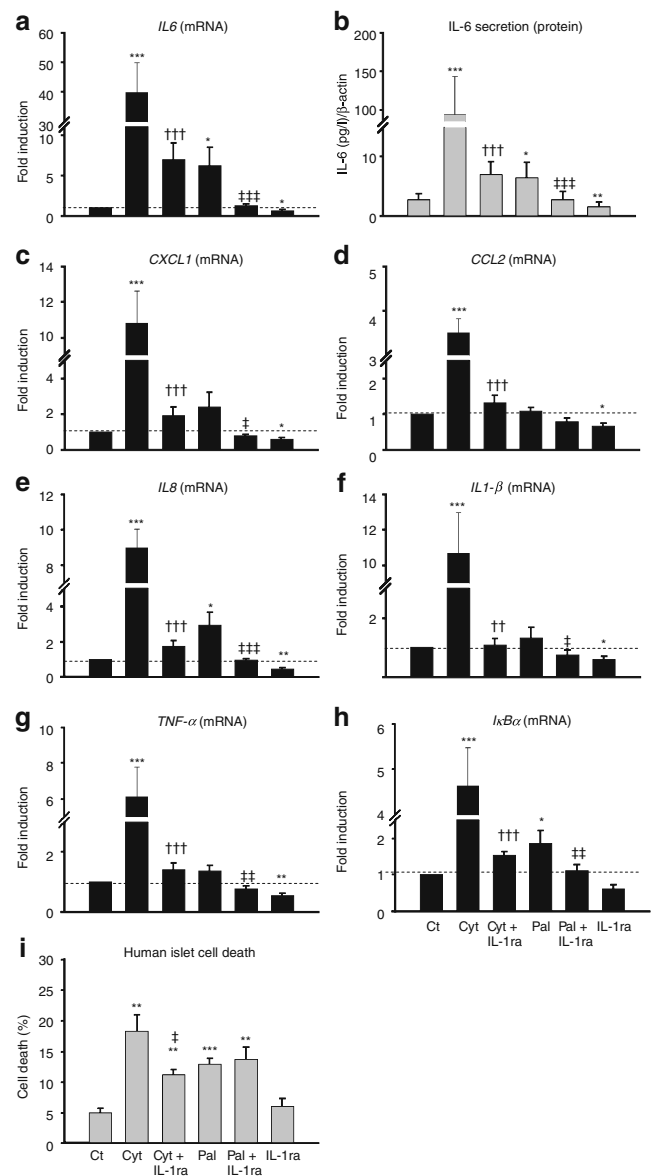 a
IL6 (mRNA)
Fold induction
60
50
40
30
10
5
0
***
†††
*
‡‡‡
*
b
IL-6 secretion (protein)
IL-6 (pg/l)/β-actin
200
150
100
10
0
***
†††
*
‡‡‡
**
c
CXCL1 (mRNA)
Fold induction
14
12
10
4
2
0
***
†††
‡
*
d
CCL2 (mRNA)
Fold induction
5
4
3
2
1
0
***
†††
*
e
IL8 (mRNA)
Fold induction
12
10
8
4
2
0
***
†††
*
‡‡‡
**
f
IL1-β (mRNA)
Fold induction
14
12
10
2
***
††
‡
*
g
TNF-α (mRNA)
Fold induction
10
8
6
2
0
***
†††
‡‡
**
h
IκBα (mRNA)
Fold induction
6
5
4
2
1
0
***
†††
*
‡‡
Ct
Cyt
Cyt +
IL-1ra
Pal
Pal +
IL-1ra
IL-1ra
i
Human islet cell death
Cell death (%)
25
20
15
10
5
0
**
‡
**
***
**
Ct
Cyt
Cyt +
IL-1ra
Pal
Pal +
IL-1ra
IL-1ra